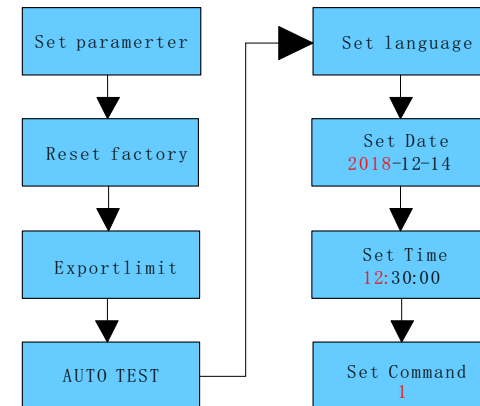 Set paramerter
Reset factory
Exportlimit
AUTO TEST
Set language
Set Date
2018-12-14
Set Time
12:30:00
Set Command
1